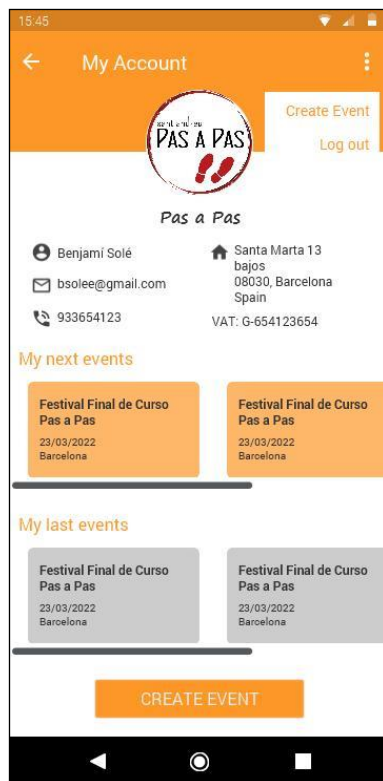 15:45
My Account
Create Event
Log out
sant andreu
PAS A PAS
Pas a Pas
Benjamí Solé
bsolee@gmail.com
933654123
Santa Marta 13
bajos
08030, Barcelona
Spain
VAT: G-654123654
My next events
Festival Final de Curso
Pas a Pas
23/03/2022
Barcelona
Festival Final de Curso
Pas a Pas
23/03/2022
Barcelona
My last events
Festival Final de Curso
Pas a Pas
23/03/2022
Barcelona
Festival Final de Curso
Pas a Pas
23/03/2022
Barcelona
CREATE EVENT